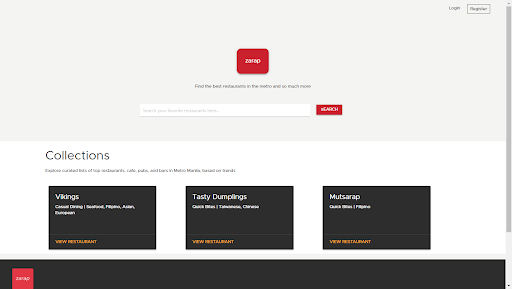 Login Register
zarap
Find the best restaurants in the metro and so much more
Search your favorite restaurants here...
SEARCH
Collections
Explore curated lists of top restaurants, cafe, pubs, and bars in Metro Manila, based on trends
Vikings
Casual Dining | Seafood, Filipino, Asian,
European
VIEW RESTAURANT
Tasty Dumplings
Quick Bites | Taiwanese, Chinese
VIEW RESTAURANT
Mutsarap
Quick Bites | Filipino
VIEW RESTAURANT
zarap